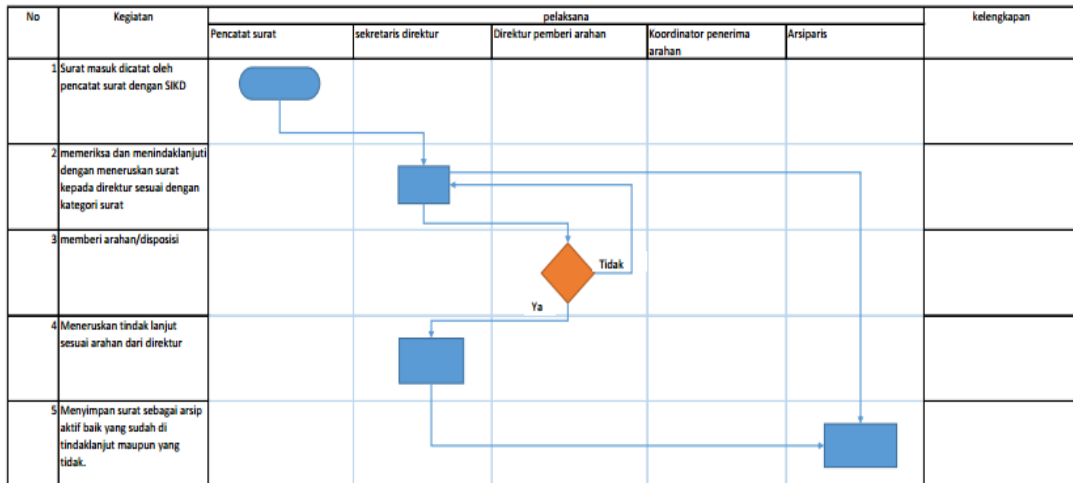 No
Kegiatan
pelaksana
kelengkapan
Pencatat surat
sekretaris direktur
Direktur pemberi arahan
Koordinator penerima
arahan
Arsiparis
1
Surat masuk dicatat oleh
pencatat surat dengan SIKD
2
memeriksa dan menindaklanjuti
dengan meneruskan surat
kepada direktur sesuai dengan
kategori surat
3
memberi arahan/disposisi
Tidak
Ya
4
Meneruskan tindak lanjut
sesuai arahan dari direktur
5
Menyimpan surat sebagai arsip
aktif baik yang sudah di
tindaklanjut maupun yang
tidak.